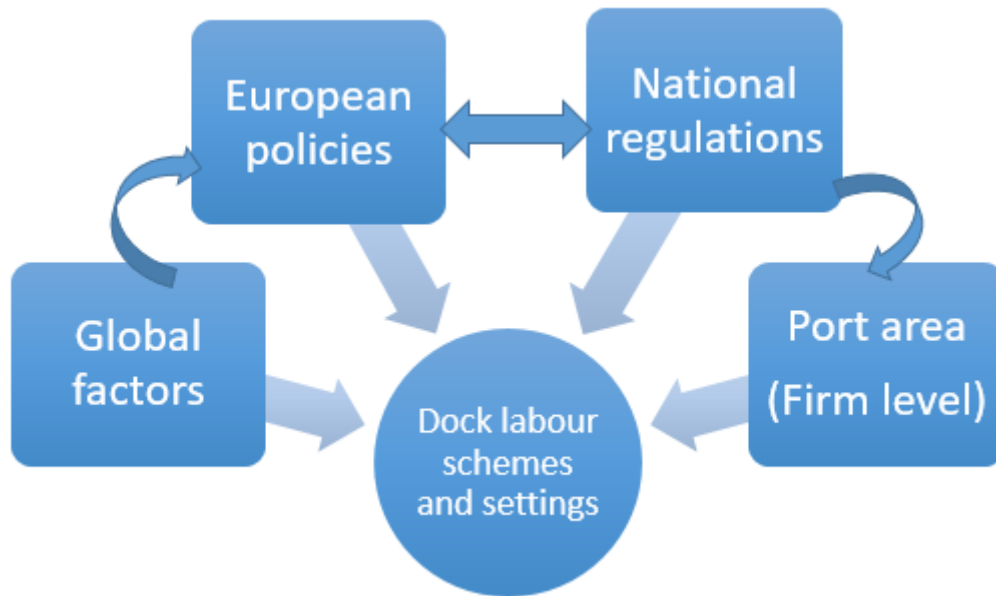 European
policies
National
regulations
Global
factors
Port area
(Firm level)
Dock labour
schemes
and settings